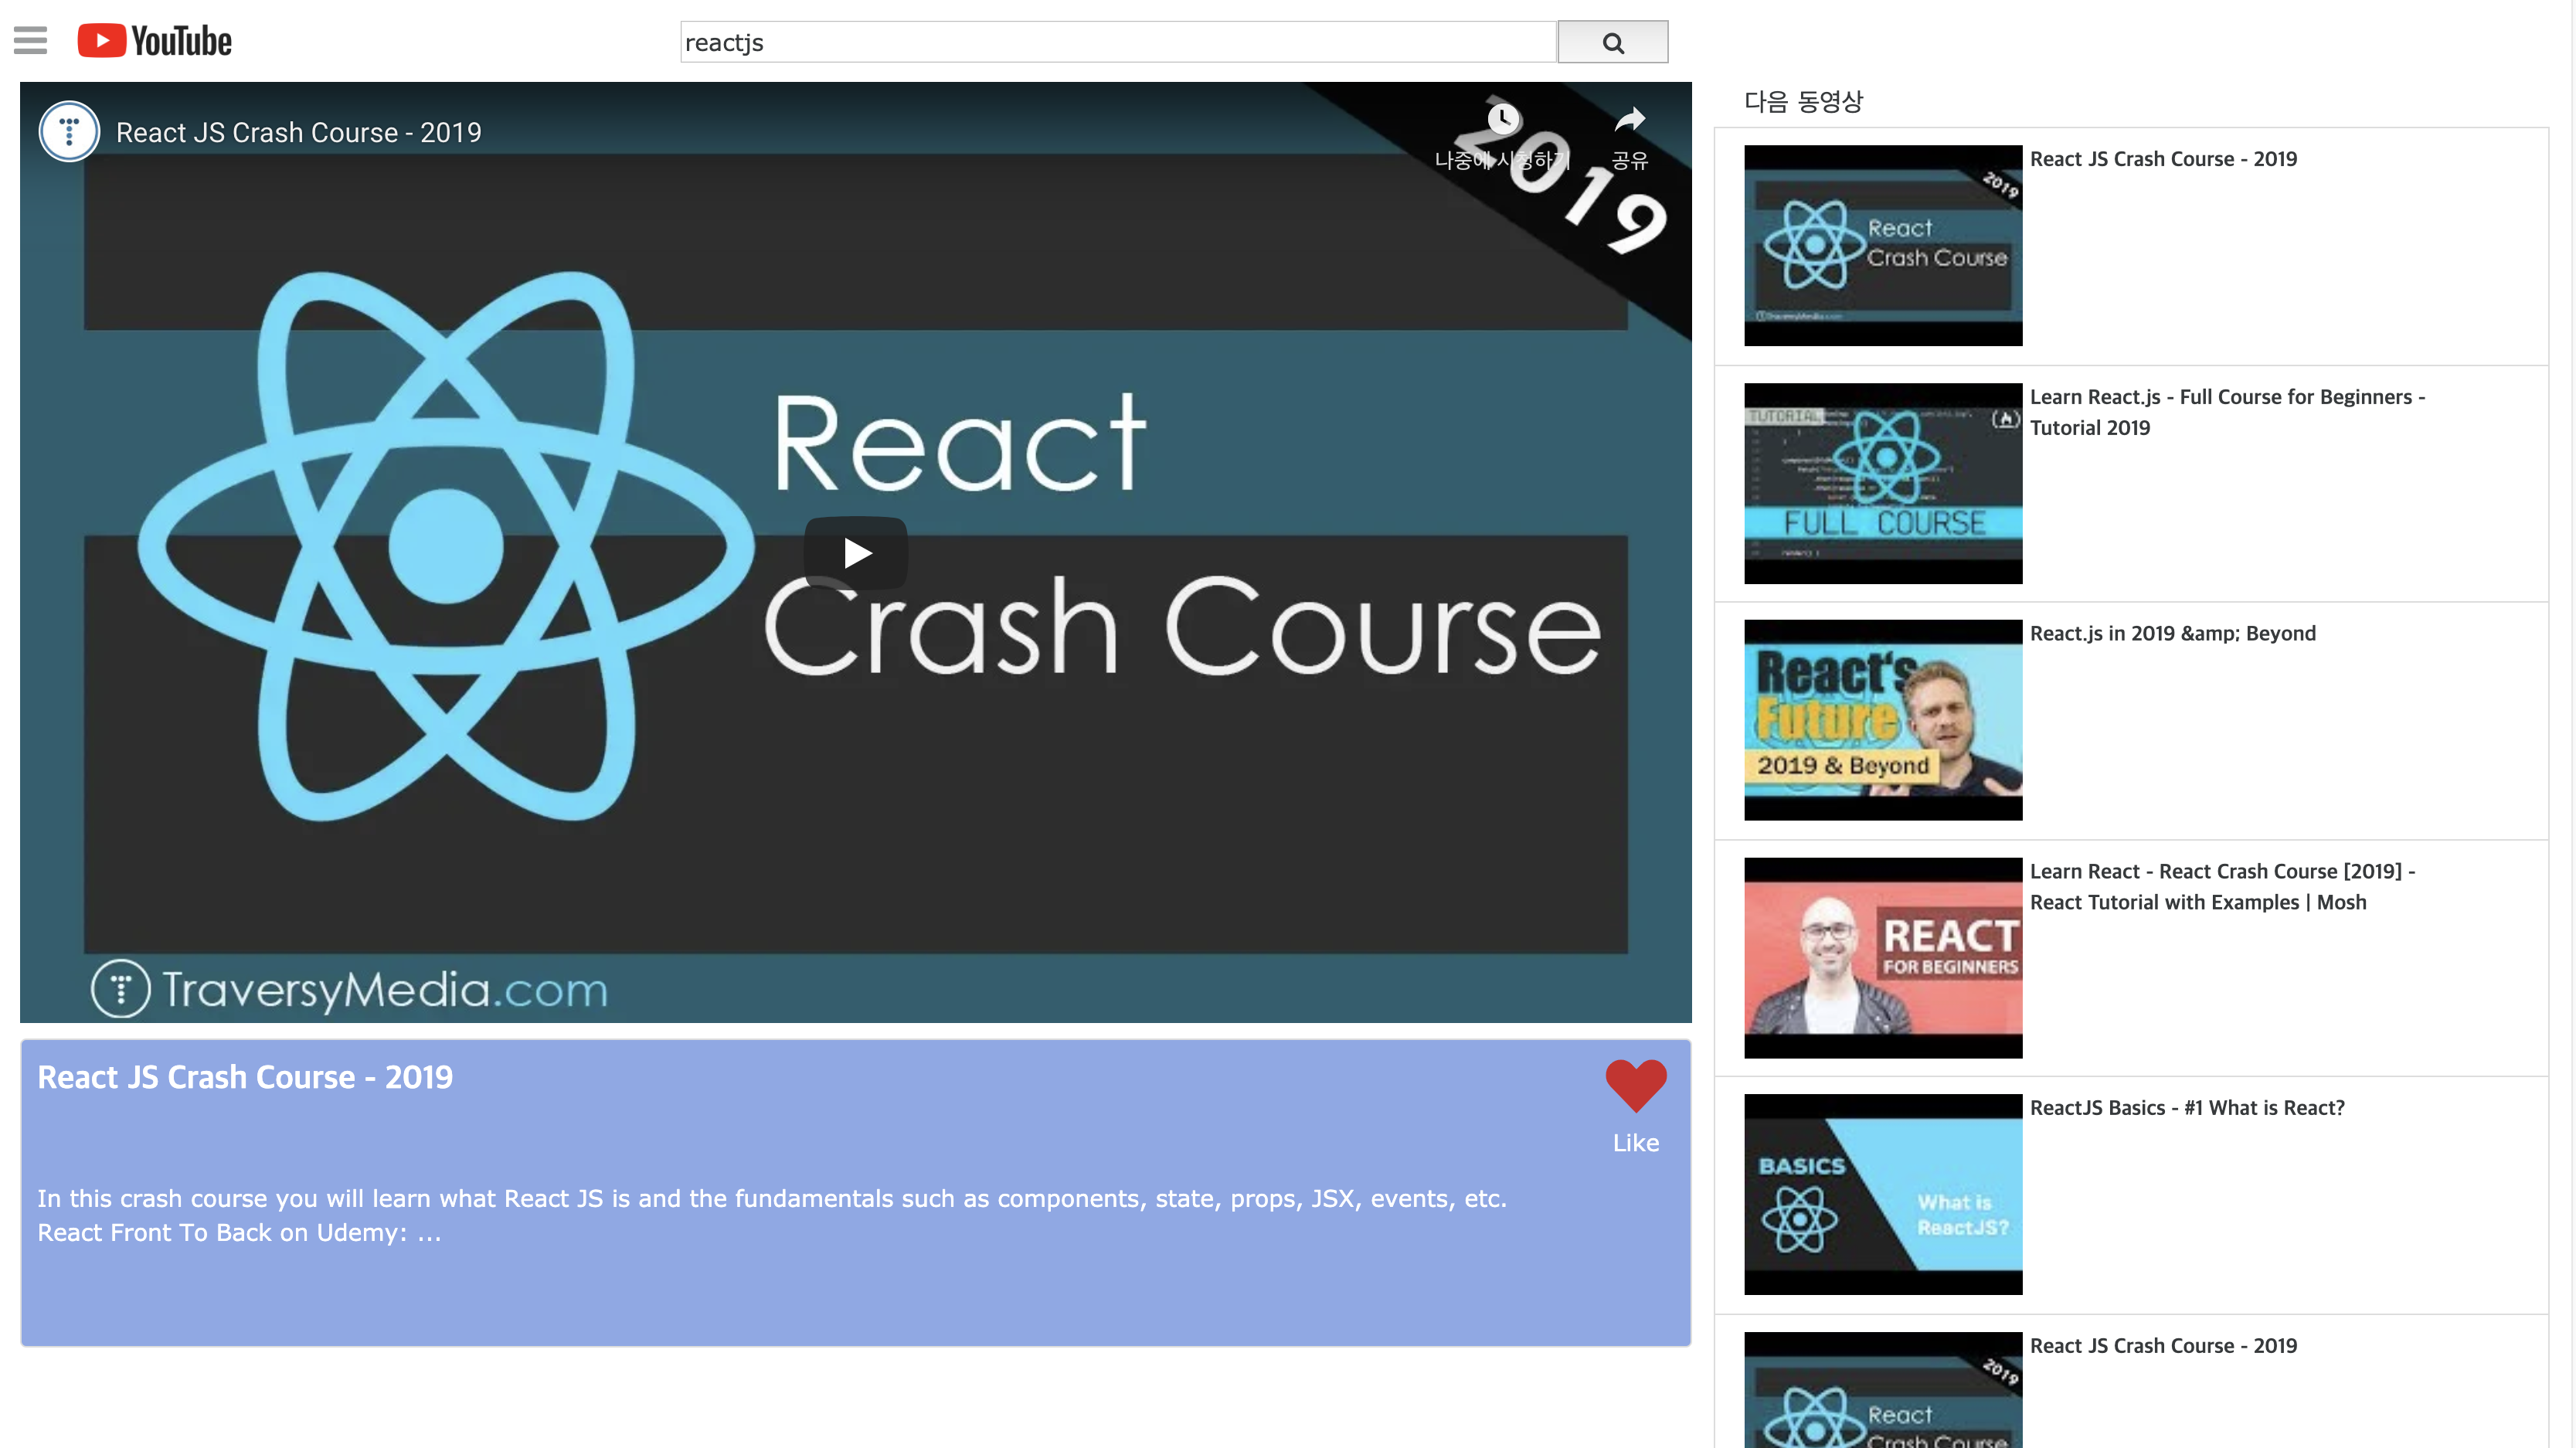 YouTube
reactjs
React JS Crash Course - 2019
나중에 시청하기
공유
2019
React
Crash Course
TraversyMedia.com
React JS Crash Course - 2019
Like
In this crash course you will learn what React JS is and the fundamentals such as components, state, props, JSX, events, etc.
React Front To Back on Udemy: ...
다음 동영상
2019
React
Crash Course
TraversyMedia.com
React JS Crash Course - 2019
TUTORIAL
FULL COURSE
Learn React.js - Full Course for Beginners -
Tutorial 2019
React's
Future
2019 & Beyond
React.js in 2019 &amp; Beyond
REACT
FOR BEGINNERS
Learn React - React Crash Course [2019] -
React Tutorial with Examples | Mosh
BASICS
What is
ReactJS?
ReactJS Basics - #1 What is React?
2019
React
Crash Course
React JS Crash Course - 2019